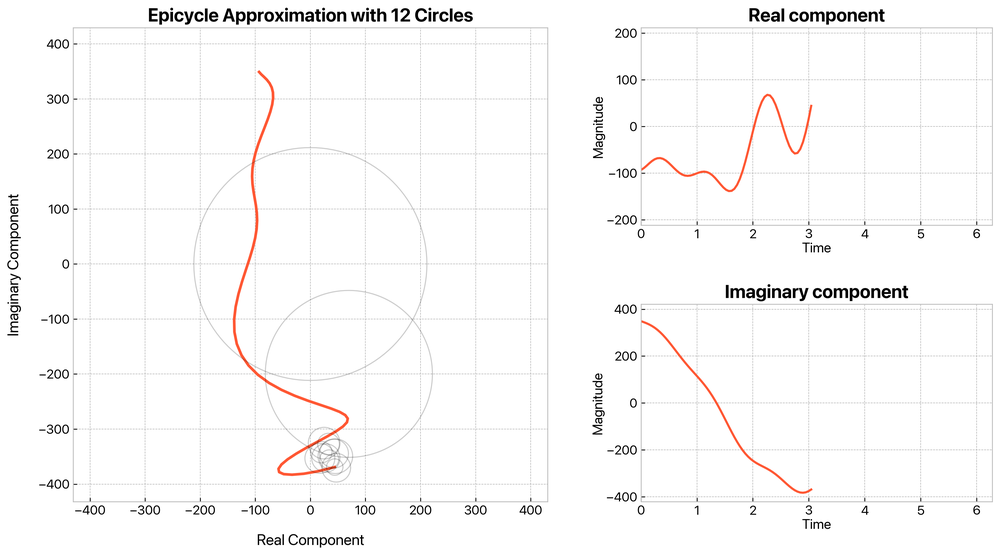 Epicycle Approximation with 12 Circles
400
300
200
100
0
−100
−200
−300
−400
Imaginary Component
−400 −300 −200 −100 0 100 200 300 400
Real Component
Real component
200
100
0
−100
−200
Magnitude
0 1 2 3 4 5 6
Time
Imaginary component
400
200
0
−200
−400
Magnitude
0 1 2 3 4 5 6
Time